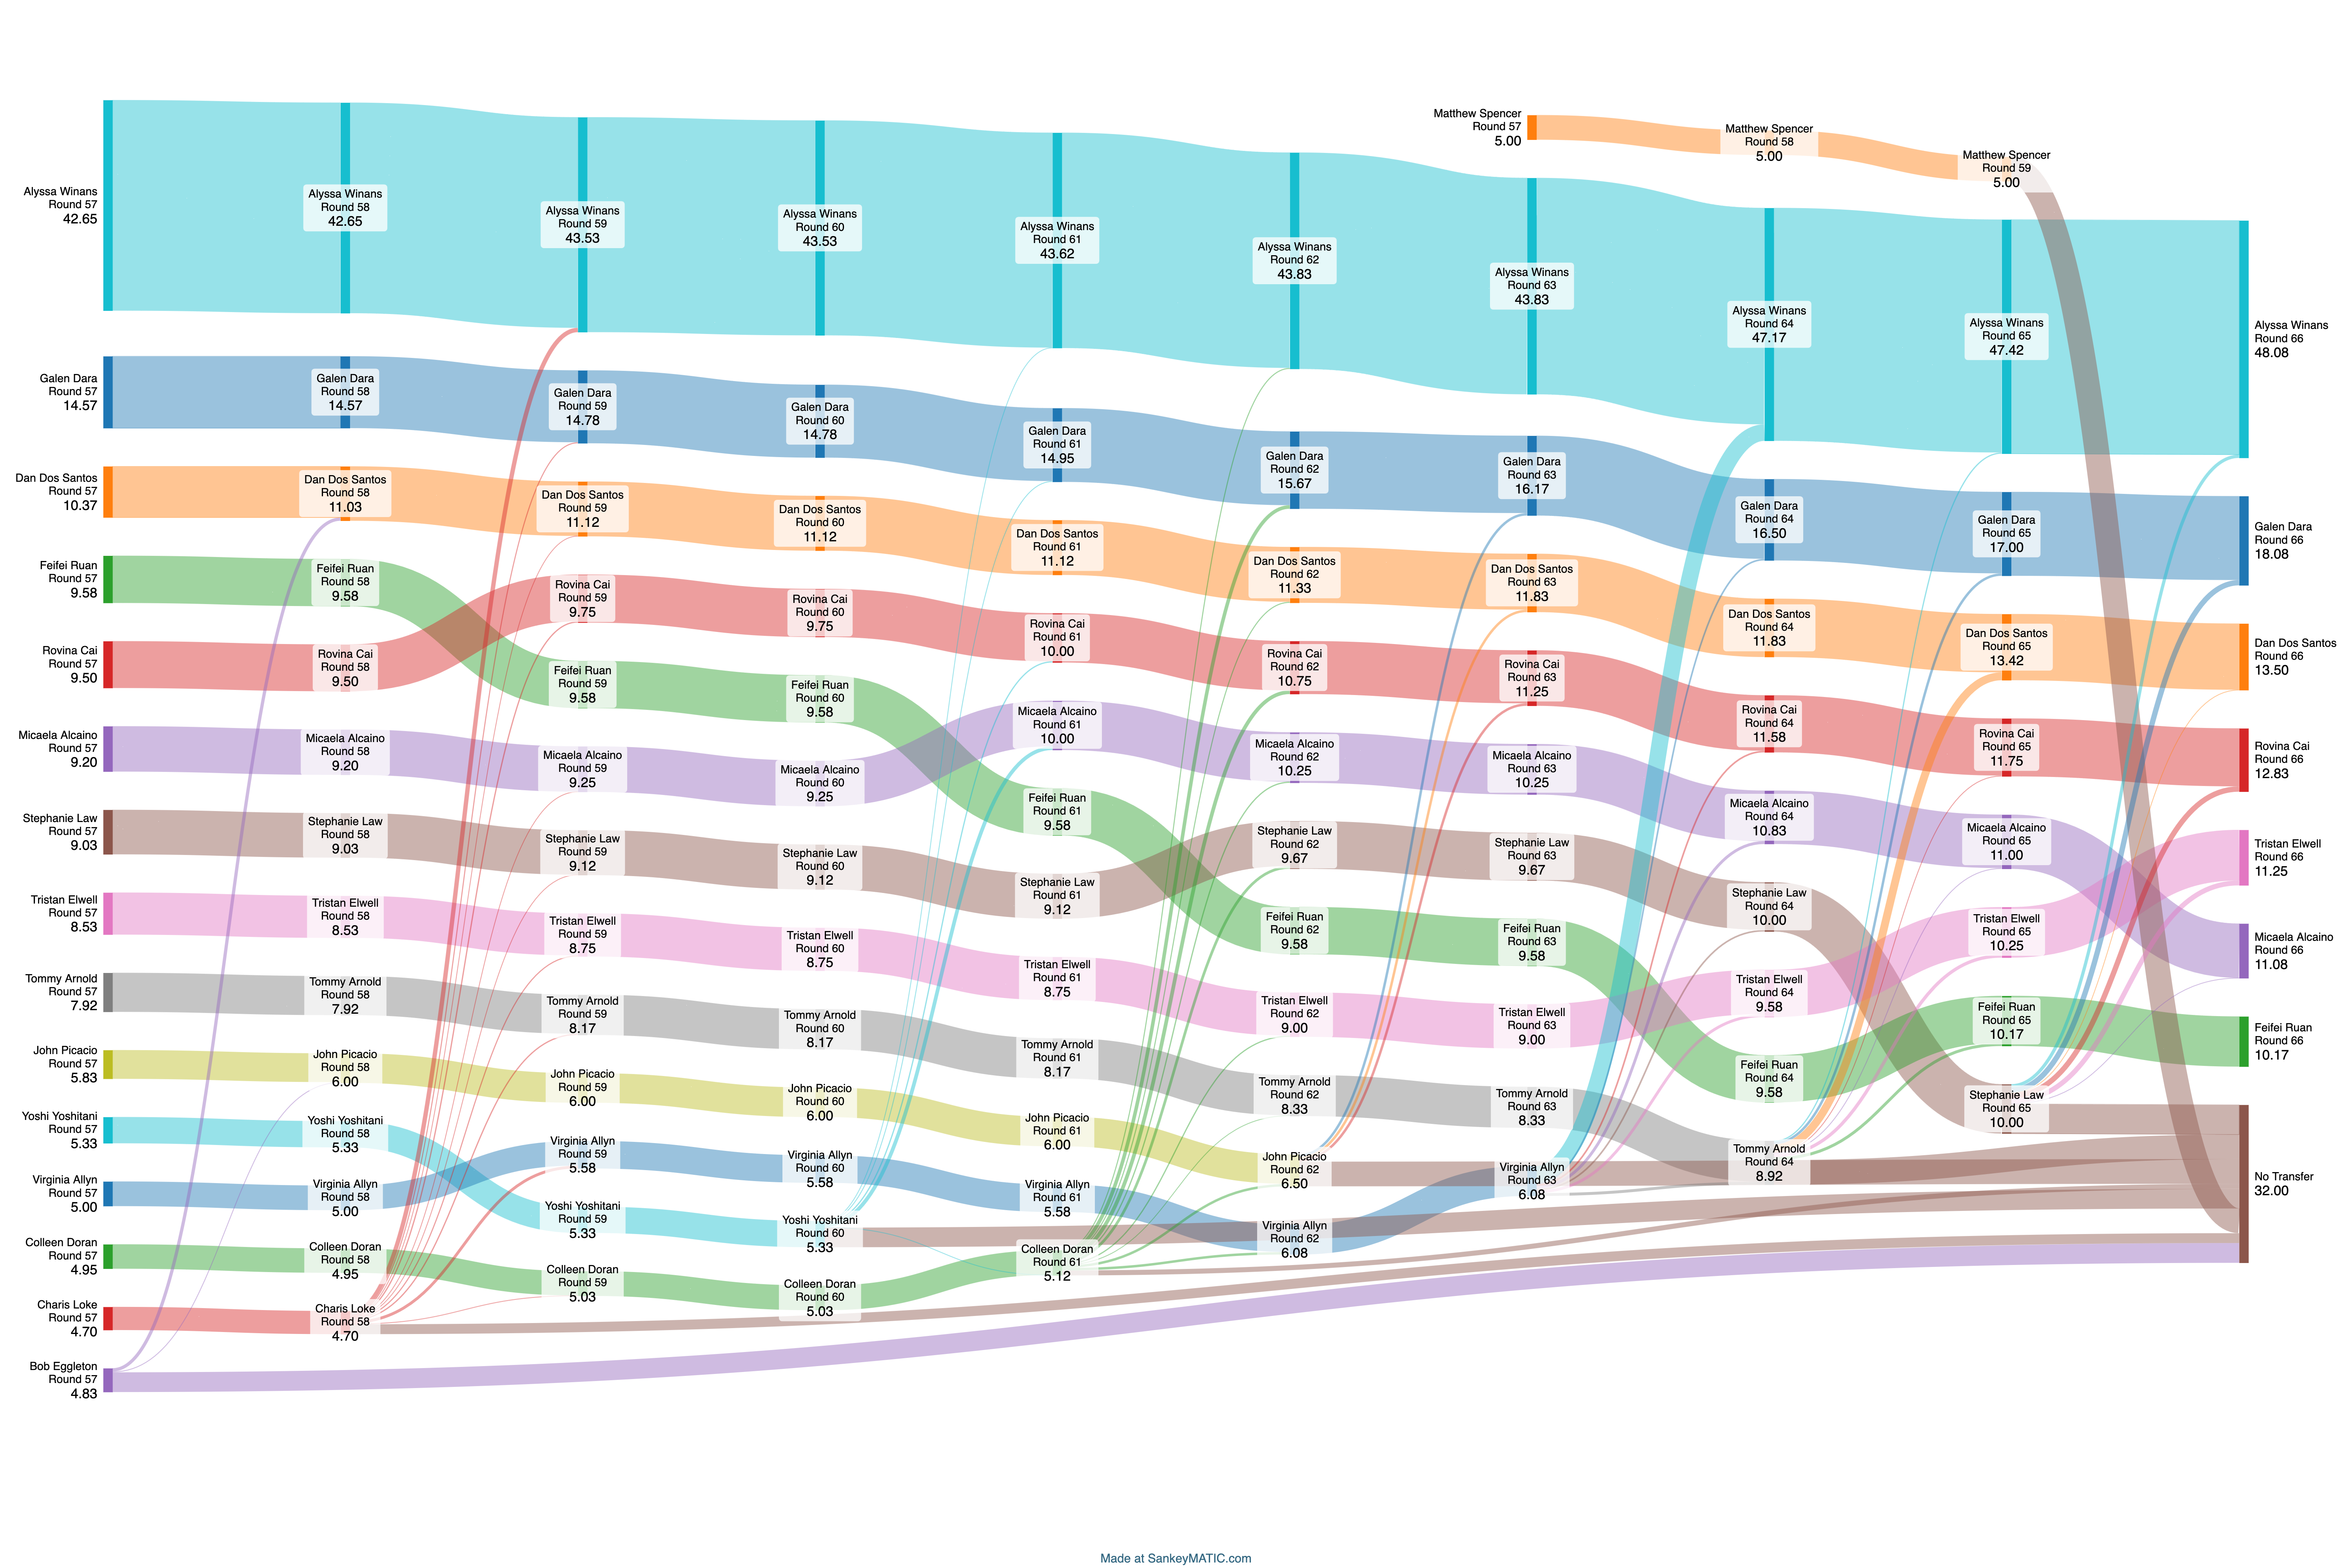 Alyssa Winans
Round 57
42.65
Galen Dara
Round 57
14.57
Dan Dos Santos
Round 57
10.37
Feifei Ruan
Round 57
9.58
Rovina Cai
Round 57
9.50
Micaela Alcaino
Round 57
9.20
Stephanie Law
Round 57
9.03
Tristan Elwell
Round 57
8.53
Tommy Arnold
Round 57
7.92
John Picacio
Round 57
5.83
Yoshi Yoshitani
Round 57
5.33
Virginia Allyn
Round 57
5.00
Colleen Doran
Round 57
4.95
Charis Loke
Round 57
4.70
Bob Eggleton
Round 57
4.83
Alyssa Winans
Round 58
42.65
Galen Dara
Round 58
14.57
Dan Dos Santos
Round 58
11.03
Feifei Ruan
Round 58
9.58
Rovina Cai
Round 58
9.50
Micaela Alcaino
Round 58
9.20
Stephanie Law
Round 58
9.03
Tristan Elwell
Round 58
8.53
Tommy Arnold
Round 58
7.92
John Picacio
Round 58
6.00
Yoshi Yoshitani
Round 58
5.33
Virginia Allyn
Round 58
5.00
Colleen Doran
Round 58
4.95
Charis Loke
Round 58
4.70
Alyssa Winans
Round 59
43.53
Galen Dara
Round 59
14.78
Dan Dos Santos
Round 59
11.12
Rovina Cai
Round 59
9.75
Feifei Ruan
Round 59
9.58
Micaela Alcaino
Round 59
9.25
Stephanie Law
Round 59
9.12
Tristan Elwell
Round 59
8.75
Tommy Arnold
Round 59
8.17
John Picacio
Round 59
6.00
Virginia Allyn
Round 59
5.58
Yoshi Yoshitani
Round 59
5.33
Colleen Doran
Round 59
5.03
Alyssa Winans
Round 60
43.53
Galen Dara
Round 60
14.78
Dan Dos Santos
Round 60
11.12
Rovina Cai
Round 60
9.75
Feifei Ruan
Round 60
9.58
Micaela Alcaino
Round 60
9.25
Stephanie Law
Round 60
9.12
Tristan Elwell
Round 60
8.75
Tommy Arnold
Round 60
8.17
John Picacio
Round 60
6.00
Virginia Allyn
Round 60
5.58
Yoshi Yoshitani
Round 60
5.33
Colleen Doran
Round 60
5.03
Alyssa Winans
Round 61
43.62
Galen Dara
Round 61
14.95
Dan Dos Santos
Round 61
11.12
Rovina Cai
Round 61
10.00
Micaela Alcaino
Round 61
10.00
Feifei Ruan
Round 61
9.58
Stephanie Law
Round 61
9.12
Tristan Elwell
Round 61
8.75
Tommy Arnold
Round 61
8.17
John Picacio
Round 61
6.00
Virginia Allyn
Round 61
5.58
Colleen Doran
Round 61
5.12
Alyssa Winans
Round 62
43.83
Galen Dara
Round 62
15.67
Dan Dos Santos
Round 62
11.33
Rovina Cai
Round 62
10.75
Micaela Alcaino
Round 62
10.25
Stephanie Law
Round 62
9.67
Feifei Ruan
Round 62
9.58
Tristan Elwell
Round 62
9.00
Tommy Arnold
Round 62
8.33
John Picacio
Round 62
6.50
Virginia Allyn
Round 62
6.08
Matthew Spencer
Round 57
5.00
Alyssa Winans
Round 63
43.83
Galen Dara
Round 63
16.17
Dan Dos Santos
Round 63
11.83
Rovina Cai
Round 63
11.25
Micaela Alcaino
Round 63
10.25
Stephanie Law
Round 63
9.67
Feifei Ruan
Round 63
9.58
Tristan Elwell
Round 63
9.00
Tommy Arnold
Round 63
8.33
Virginia Allyn
Round 63
6.08
Matthew Spencer
Round 58
5.00
Alyssa Winans
Round 64
47.17
Galen Dara
Round 64
16.50
Dan Dos Santos
Round 64
11.83
Rovina Cai
Round 64
11.58
Micaela Alcaino
Round 64
10.83
Stephanie Law
Round 64
10.00
Tristan Elwell
Round 64
9.58
Feifei Ruan
Round 64
9.58
Tommy Arnold
Round 64
8.92
Matthew Spencer
Round 59
5.00
Alyssa Winans
Round 65
47.42
Galen Dara
Round 65
17.00
Dan Dos Santos
Round 65
13.42
Rovina Cai
Round 65
11.75
Micaela Alcaino
Round 65
11.00
Tristan Elwell
Round 65
10.25
Feifei Ruan
Round 65
10.17
Stephanie Law
Round 65
10.00
Alyssa Winans
Round 66
48.08
Galen Dara
Round 66
18.08
Dan Dos Santos
Round 66
13.50
Rovina Cai
Round 66
12.83
Tristan Elwell
Round 66
11.25
Micaela Alcaino
Round 66
11.08
Feifei Ruan
Round 66
10.17
No Transfer
32.00
Made at SankeyMATIC.com